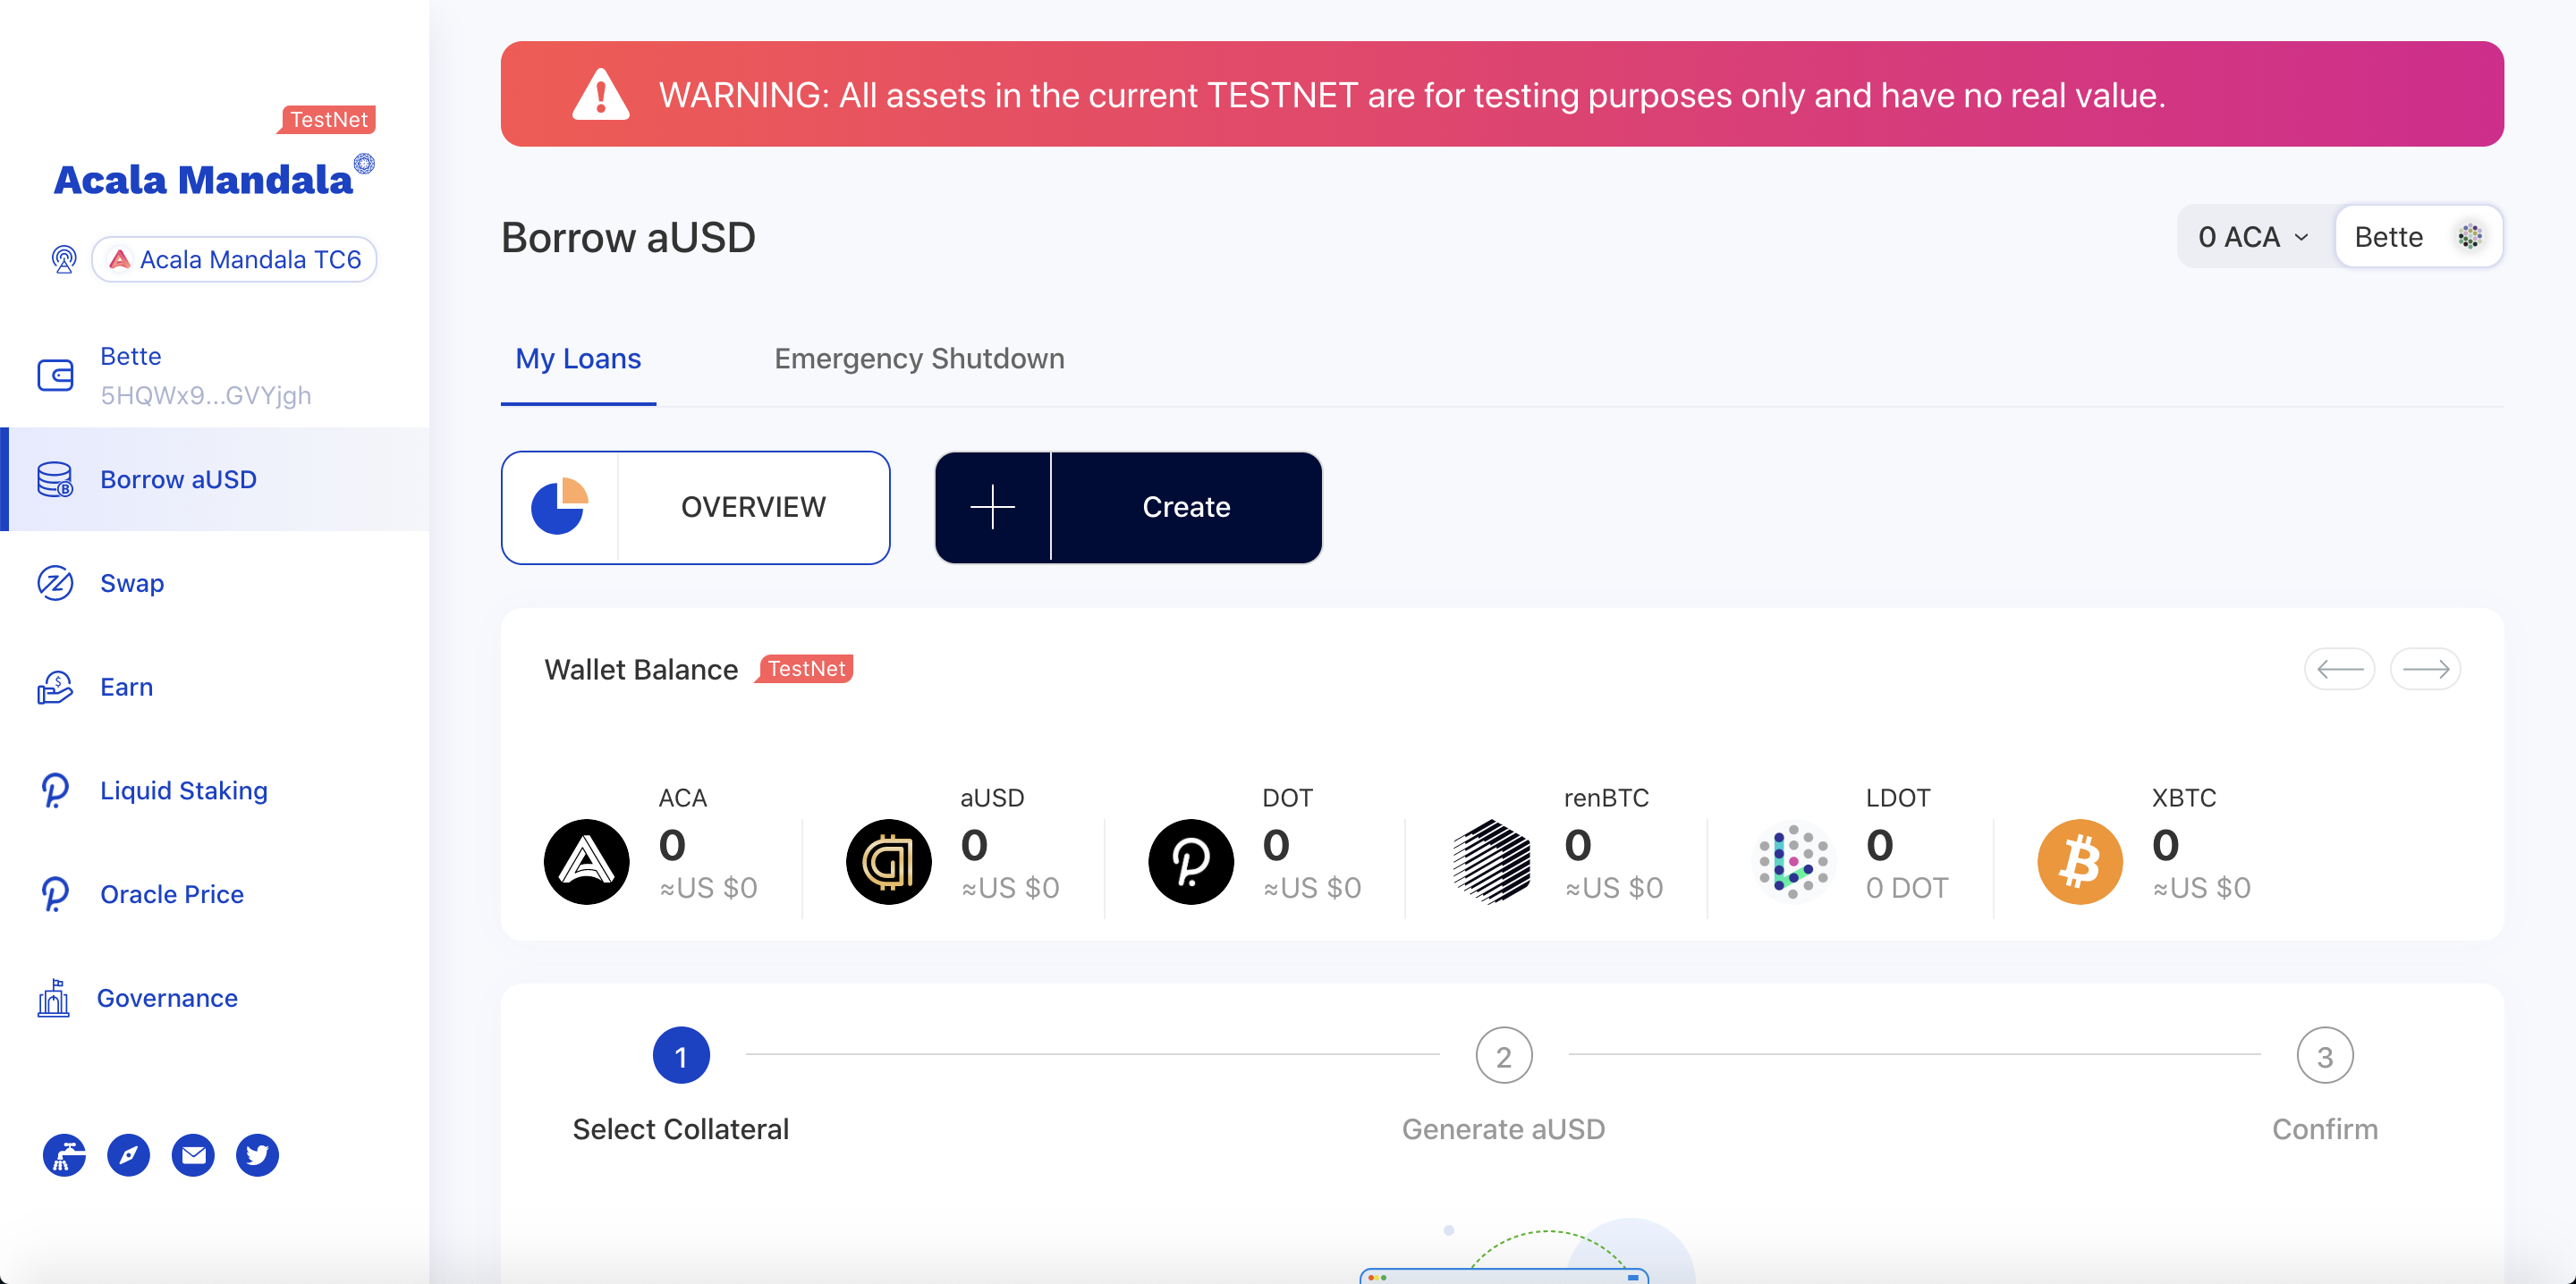 TestNet
Acala Mandala
Acala Mandala TC6
Bette
5HQWx9...GVYjgh
Borrow aUSD
Swap
Earn
Liquid Staking
Oracle Price
Governance
WARNING: All assets in the current TESTNET are for testing purposes only and have no real value.
Borrow aUSD
0 ACA
Bette
My Loans
Emergency Shutdown
OVERVIEW
Create
Wallet Balance
TestNet
ACA
0
≈US $0
aUSD
0
≈US $0
DOT
0
≈US $0
renBTC
0
≈US $0
LDOT
0
0 DOT
XBTC
0
≈US $0
1
Select Collateral
2
Generate aUSD
3
Confirm